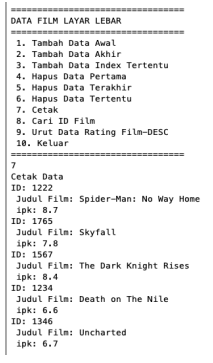 =================================
DATA FILM LAYAR LEBAR
=================================
1. Tambah Data Awal
2. Tambah Data Akhir
3. Tambah Data Index Tertentu
4. Hapus Data Pertama
5. Hapus Data Terakhir
6. Hapus Data Tertentu
7. Cetak
8. Cari ID Film
9. Urut Data Rating Film-DESC
10. Keluar
=================================
7
Cetak Data
ID: 1222
Judul Film: Spider-Man: No Way Home
ipk: 8.7
ID: 1765
Judul Film: Skyfall
ipk: 7.8
ID: 1567
Judul Film: The Dark Knight Rises
ipk: 8.4
ID: 1234
Judul Film: Death on The Nile
ipk: 6.6
ID: 1346
Judul Film: Uncharted
ipk: 6.7